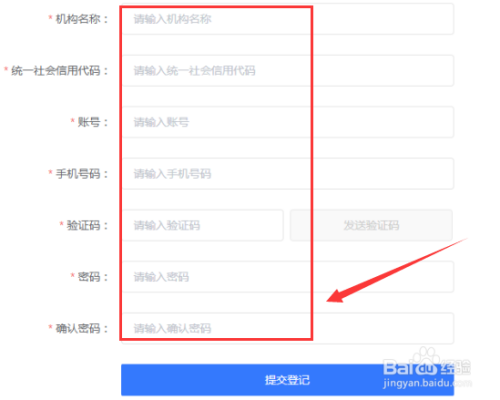 * 机构名称： 请输入机构名称
* 统一社会信用代码： 请输入统一社会信用代码
* 账号： 请输入账号
* 手机号码： 请输入手机号码
* 验证码： 请输入验证码 发送验证码
* 密码： 请输入密码
* 确认密码： 请输入确认密码
提交登记
Baidu 经验
jingyan.baidu.com